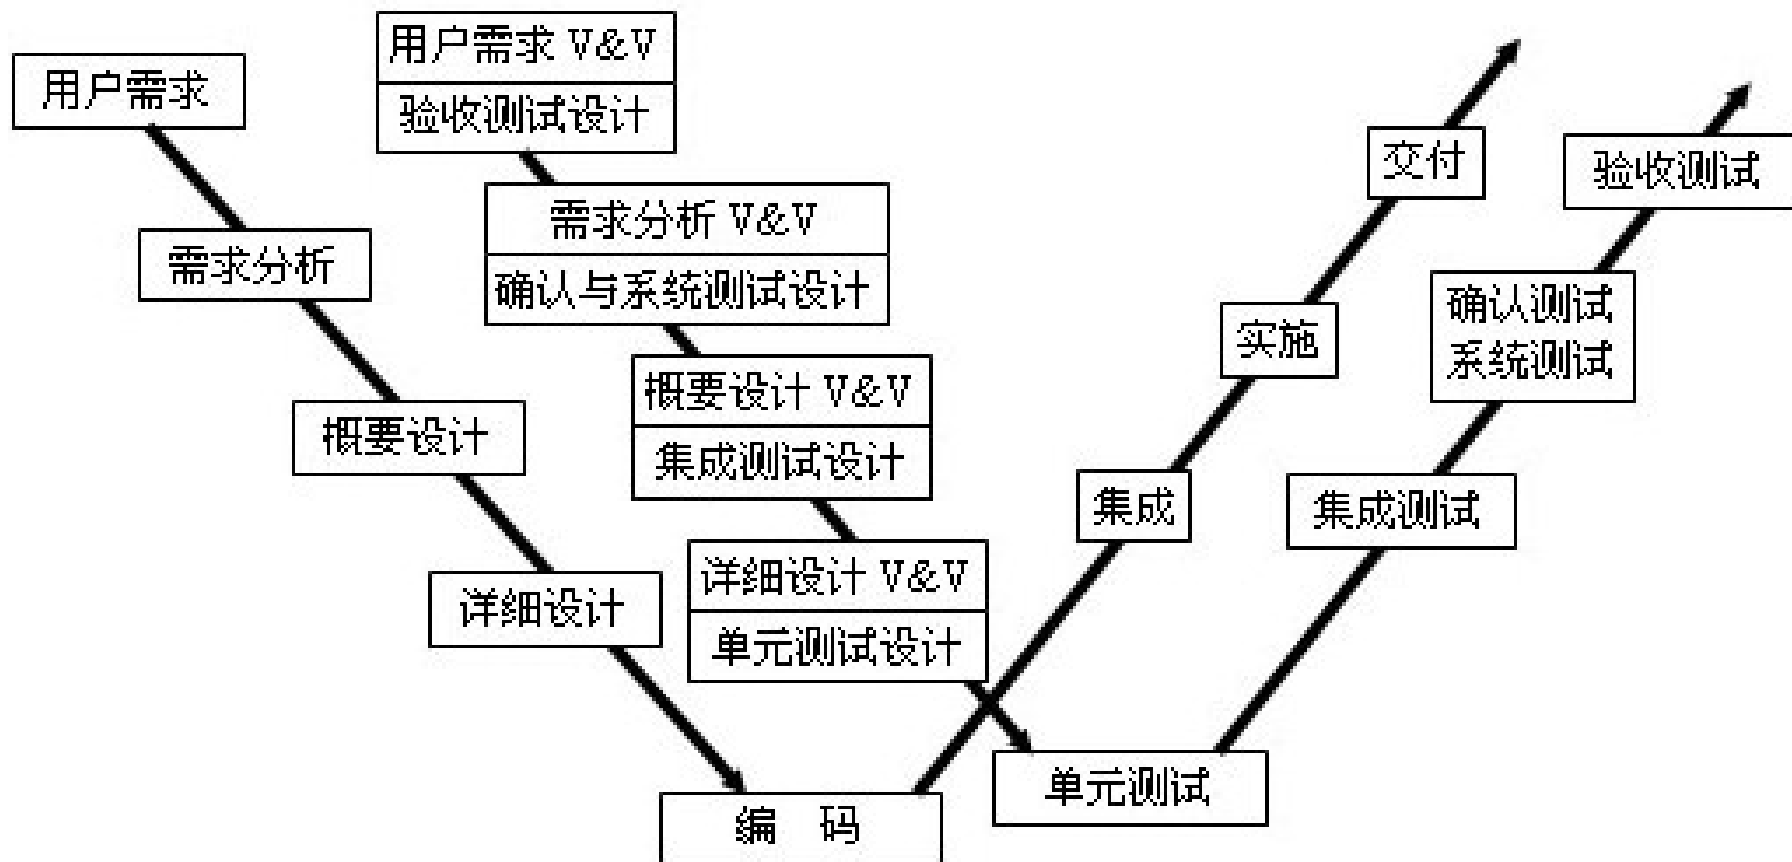 用户需求
用户需求 V&V
验收测试设计
需求分析
需求分析 V&V
确认与系统测试设计
概要设计
概要设计 V&V
集成测试设计
详细设计
详细设计 V&V
单元测试设计
编 码
集成
实施
交付
单元测试
集成测试
确认测试
系统测试
验收测试